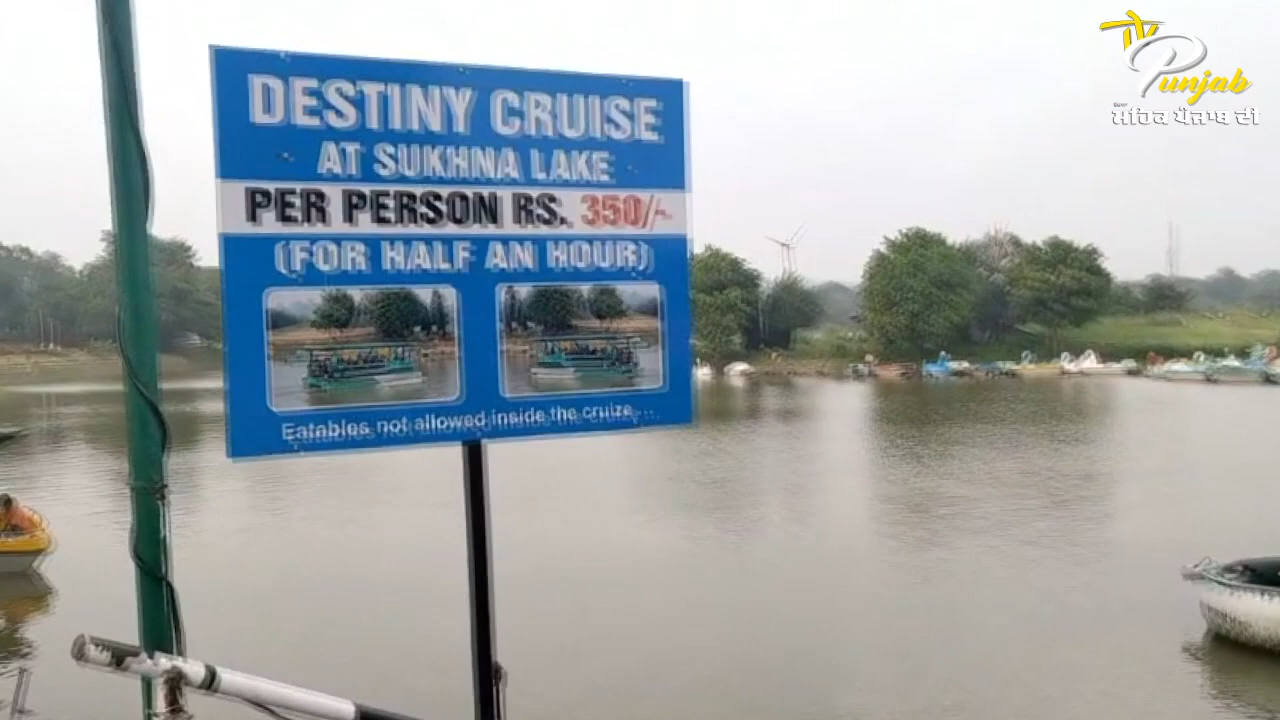 DESTINY CRUISE
AT SUKHNA LAKE
PER PERSON RS. 350/-
(FOR HALF AN HOUR)
Eatables not allowed inside the cruize...
TV
Punjab
ਮਹਿਕ ਪੰਜਾਬ ਦੀ